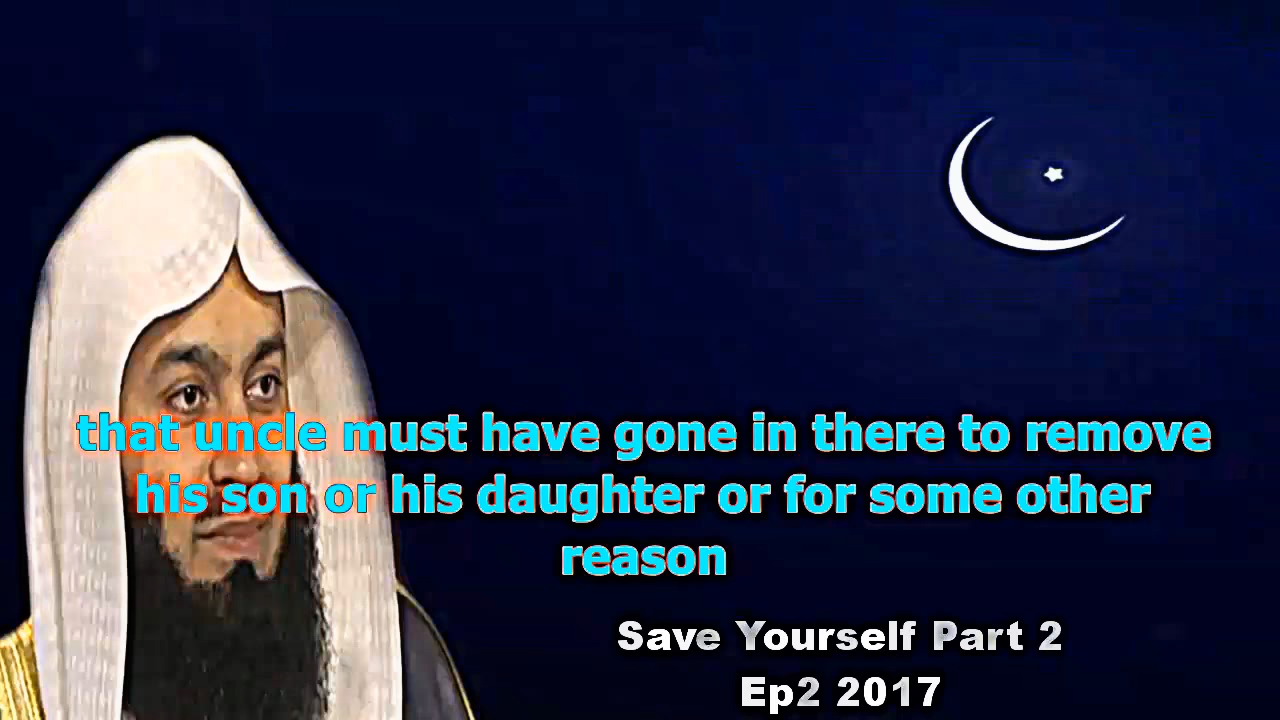 that uncle must have gone in there to remove
his son or his daughter or for some other
reason
Save Yourself Part 2
Ep2 2017